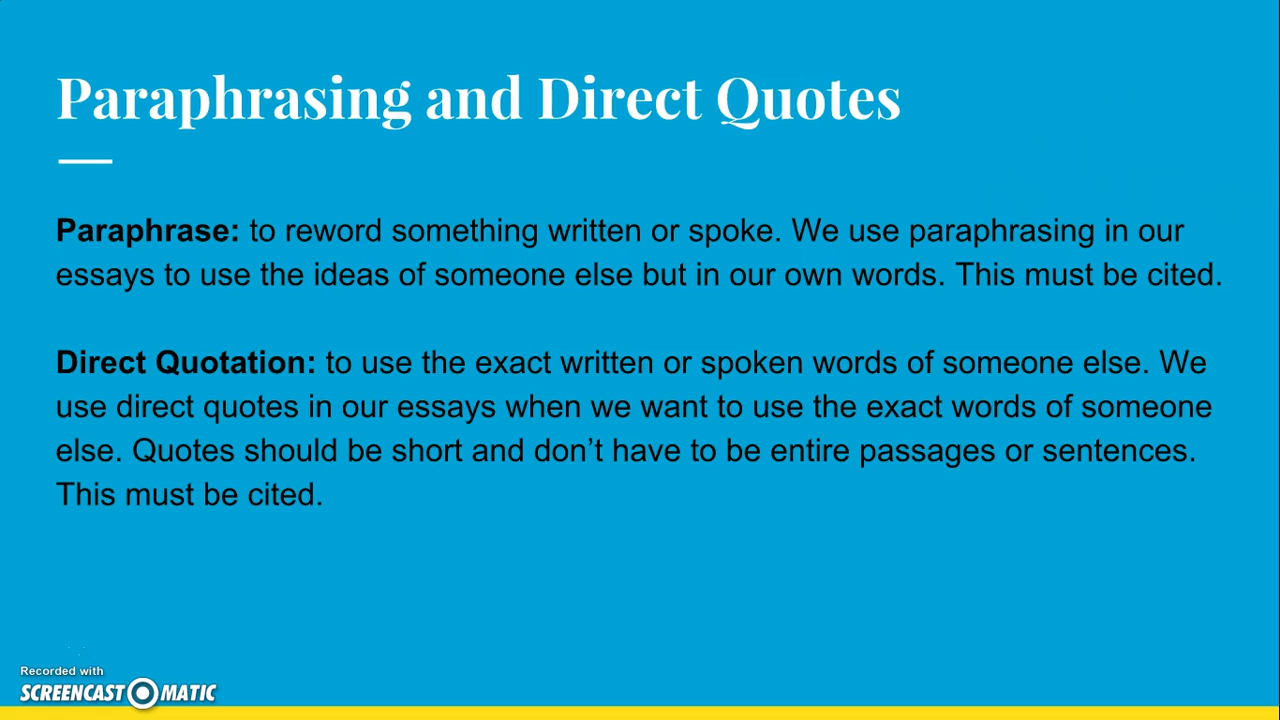 Paraphrasing and Direct Quotes
Paraphrase: to reword something written or spoke. We use paraphrasing in our
essays to use the ideas of someone else but in our own words. This must be cited.
Direct Quotation: to use the exact written or spoken words of someone else. We
use direct quotes in our essays when we want to use the exact words of someone
else. Quotes should be short and don’t have to be entire passages or sentences.
This must be cited.
Recorded with
SCREENCAST MATIC